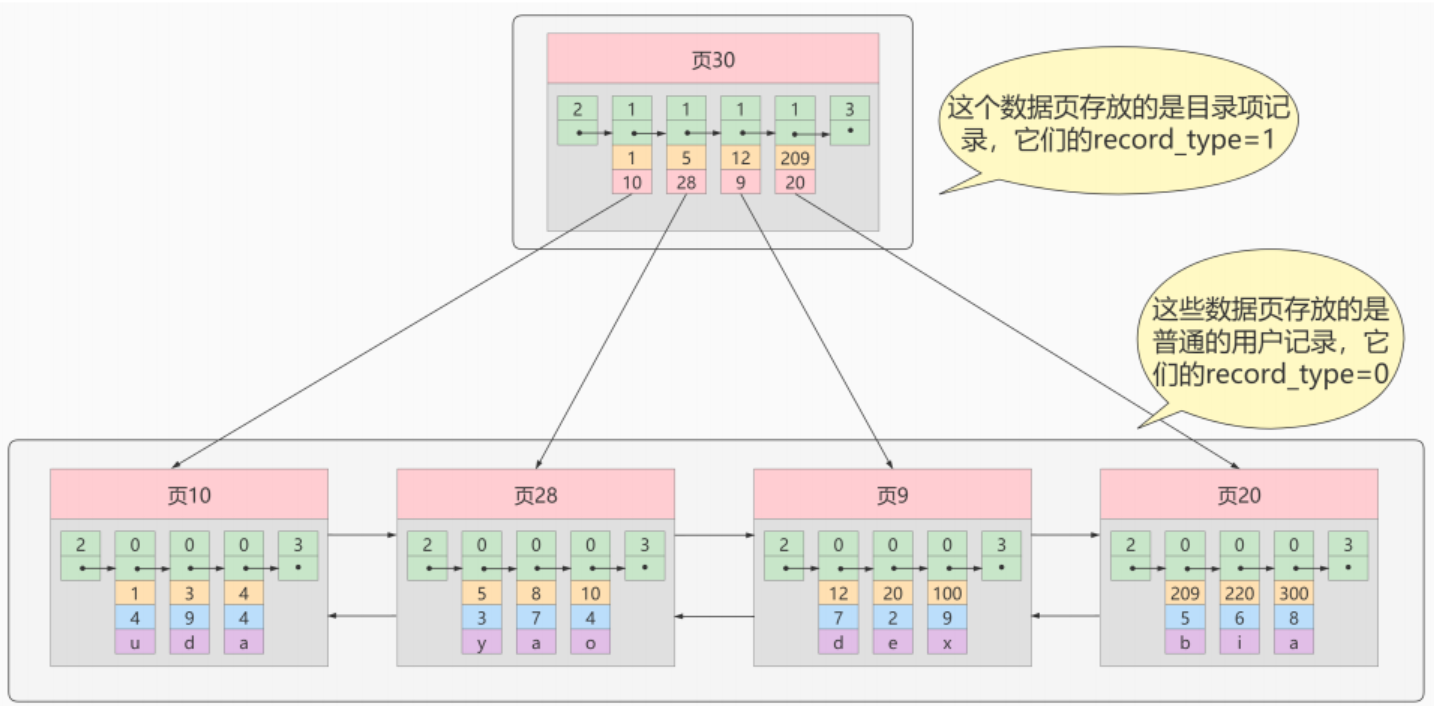 页30
2 1 1 1 1 3
1 5 12 209
10 28 9 20
这个数据页存放的是目录项记
录，它们的record_type=1
这些数据页存放的是
普通的用户记录，它
们的record_type=0
页10
2 0 0 0 3
1 3 4
4 9 4
u d a
页28
2 0 0 0 3
5 8 10
3 7 4
y a o
页9
2 0 0 0 3
12 20 100
7 2 9
d e x
页20
2 0 0 0 3
209 220 300
5 6 8
b i a